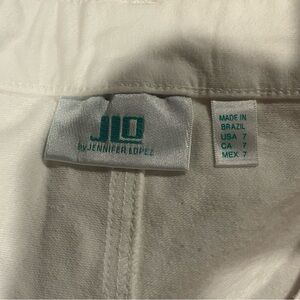 JLO
by JENNIFER LOPEZ
MADE IN
BRAZIL
USA 7
CA 7
MEX 7